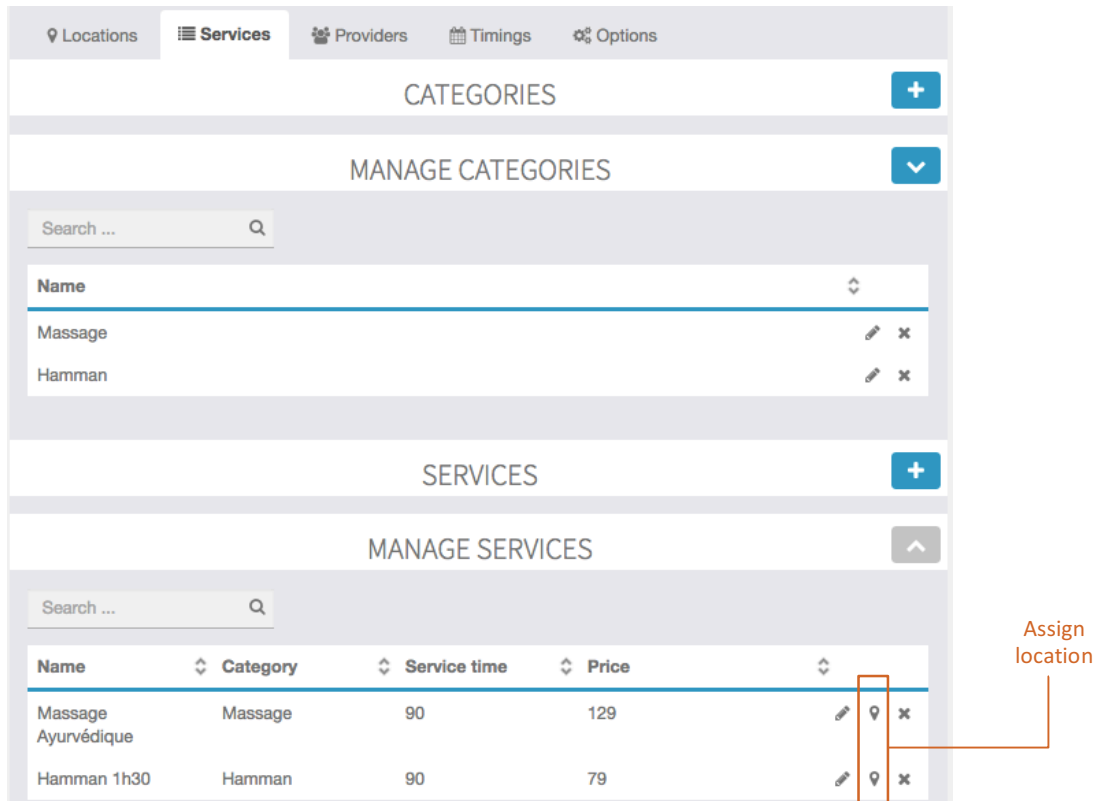 Locations Services Providers Timings Options
CATEGORIES
MANAGE CATEGORIES
Search ...
Name
Massage
Hamman
SERVICES
MANAGE SERVICES
Search ...
Assign
location
Name Category Service time Price
Massage Massage 90 129
Ayurvédique
Hamman 1h30 Hamman 90 79